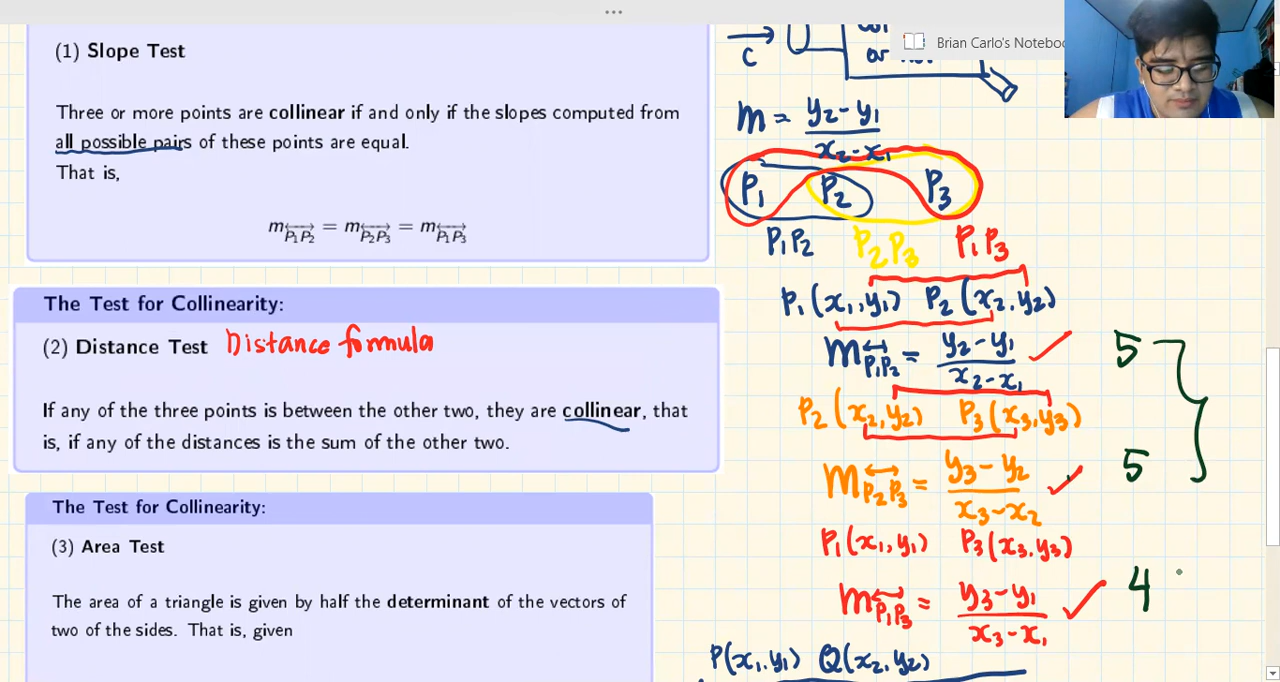 (1) Slope Test
Three or more points are collinear if and only if the slopes computed from
all possible pairs of these points are equal.
That is,
m P₁P₂ = m P₂P₃ = m P₁P₃
The Test for Collinearity:
(2) Distance Test Distance formula
If any of the three points is between the other two, they are collinear, that
is, if any of the distances is the sum of the other two.
The Test for Collinearity:
(3) Area Test
The area of a triangle is given by half the determinant of the vectors of
two of the sides. That is, given
C
or
Brian Carlo's
m = y₂-y₁
x₂-x₁
P₁ P₂ P₃
P₁P₂ P₂P₃ P₁P₃
P₁(x₁,y₁) P₂(x₂,y₂)
m P₁P₂ = y₂-y₁ ✓ 5
x₂-x₁
P₂(x₂,y₂) P₃(x₃,y₃)
m P₂P₃ = y₃-y₂ ✓ 5
x₃-x₂
P₁(x₁,y₁) P₃(x₃,y₃)
m P₁P₃ = y₃-y₁ ✓ 4
x₃-x₁
P(x₁,y₁) Q(x₂,y₂)